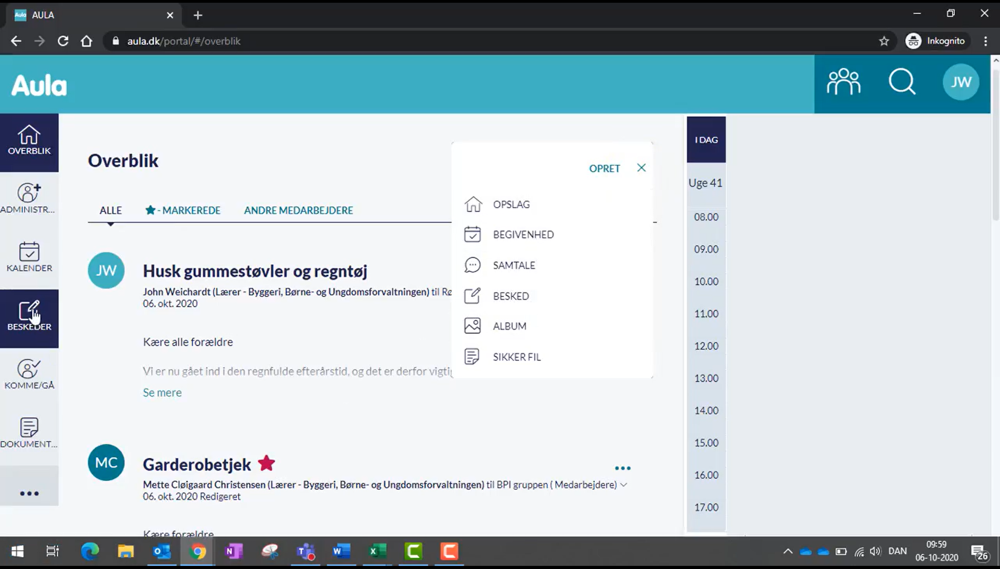 Aula AULA
aula.dk/portal/#/overblik
Inkognito
Aula
JW
OVERBLIK
ADMINISTR...
KALENDER
BESKEDER
KOMME/GÅ
DOKUMENT...
Overblik
ALLE
- MARKEREDE
ANDRE MEDARBEJDERE
JW
Husk gummestøvler og regntøj
John Weichardt (Lærer - Byggeri, Børne- og Ungdomsforvaltningen) til Rø
06. okt. 2020
Kære alle forældre
Vi er nu gået ind i den regnfulde efterårstid, og det er derfor vigtig
Se mere
MC
Garderobetjek
Mette Cløigaard Christensen (Lærer - Byggeri, Børne- og Ungdomsforvaltningen) til BPI gruppen ( Medarbejdere)
06. okt. 2020 Redigeret
Kære forældre
OPRET
OPSLAG
BEGIVENHED
SAMTALE
BESKED
ALBUM
SIKKER FIL
I DAG
Uge 41
08.00
09.00
10.00
11.00
12.00
13.00
14.00
15.00
16.00
17.00
DAN
09:59
06-10-2020
26